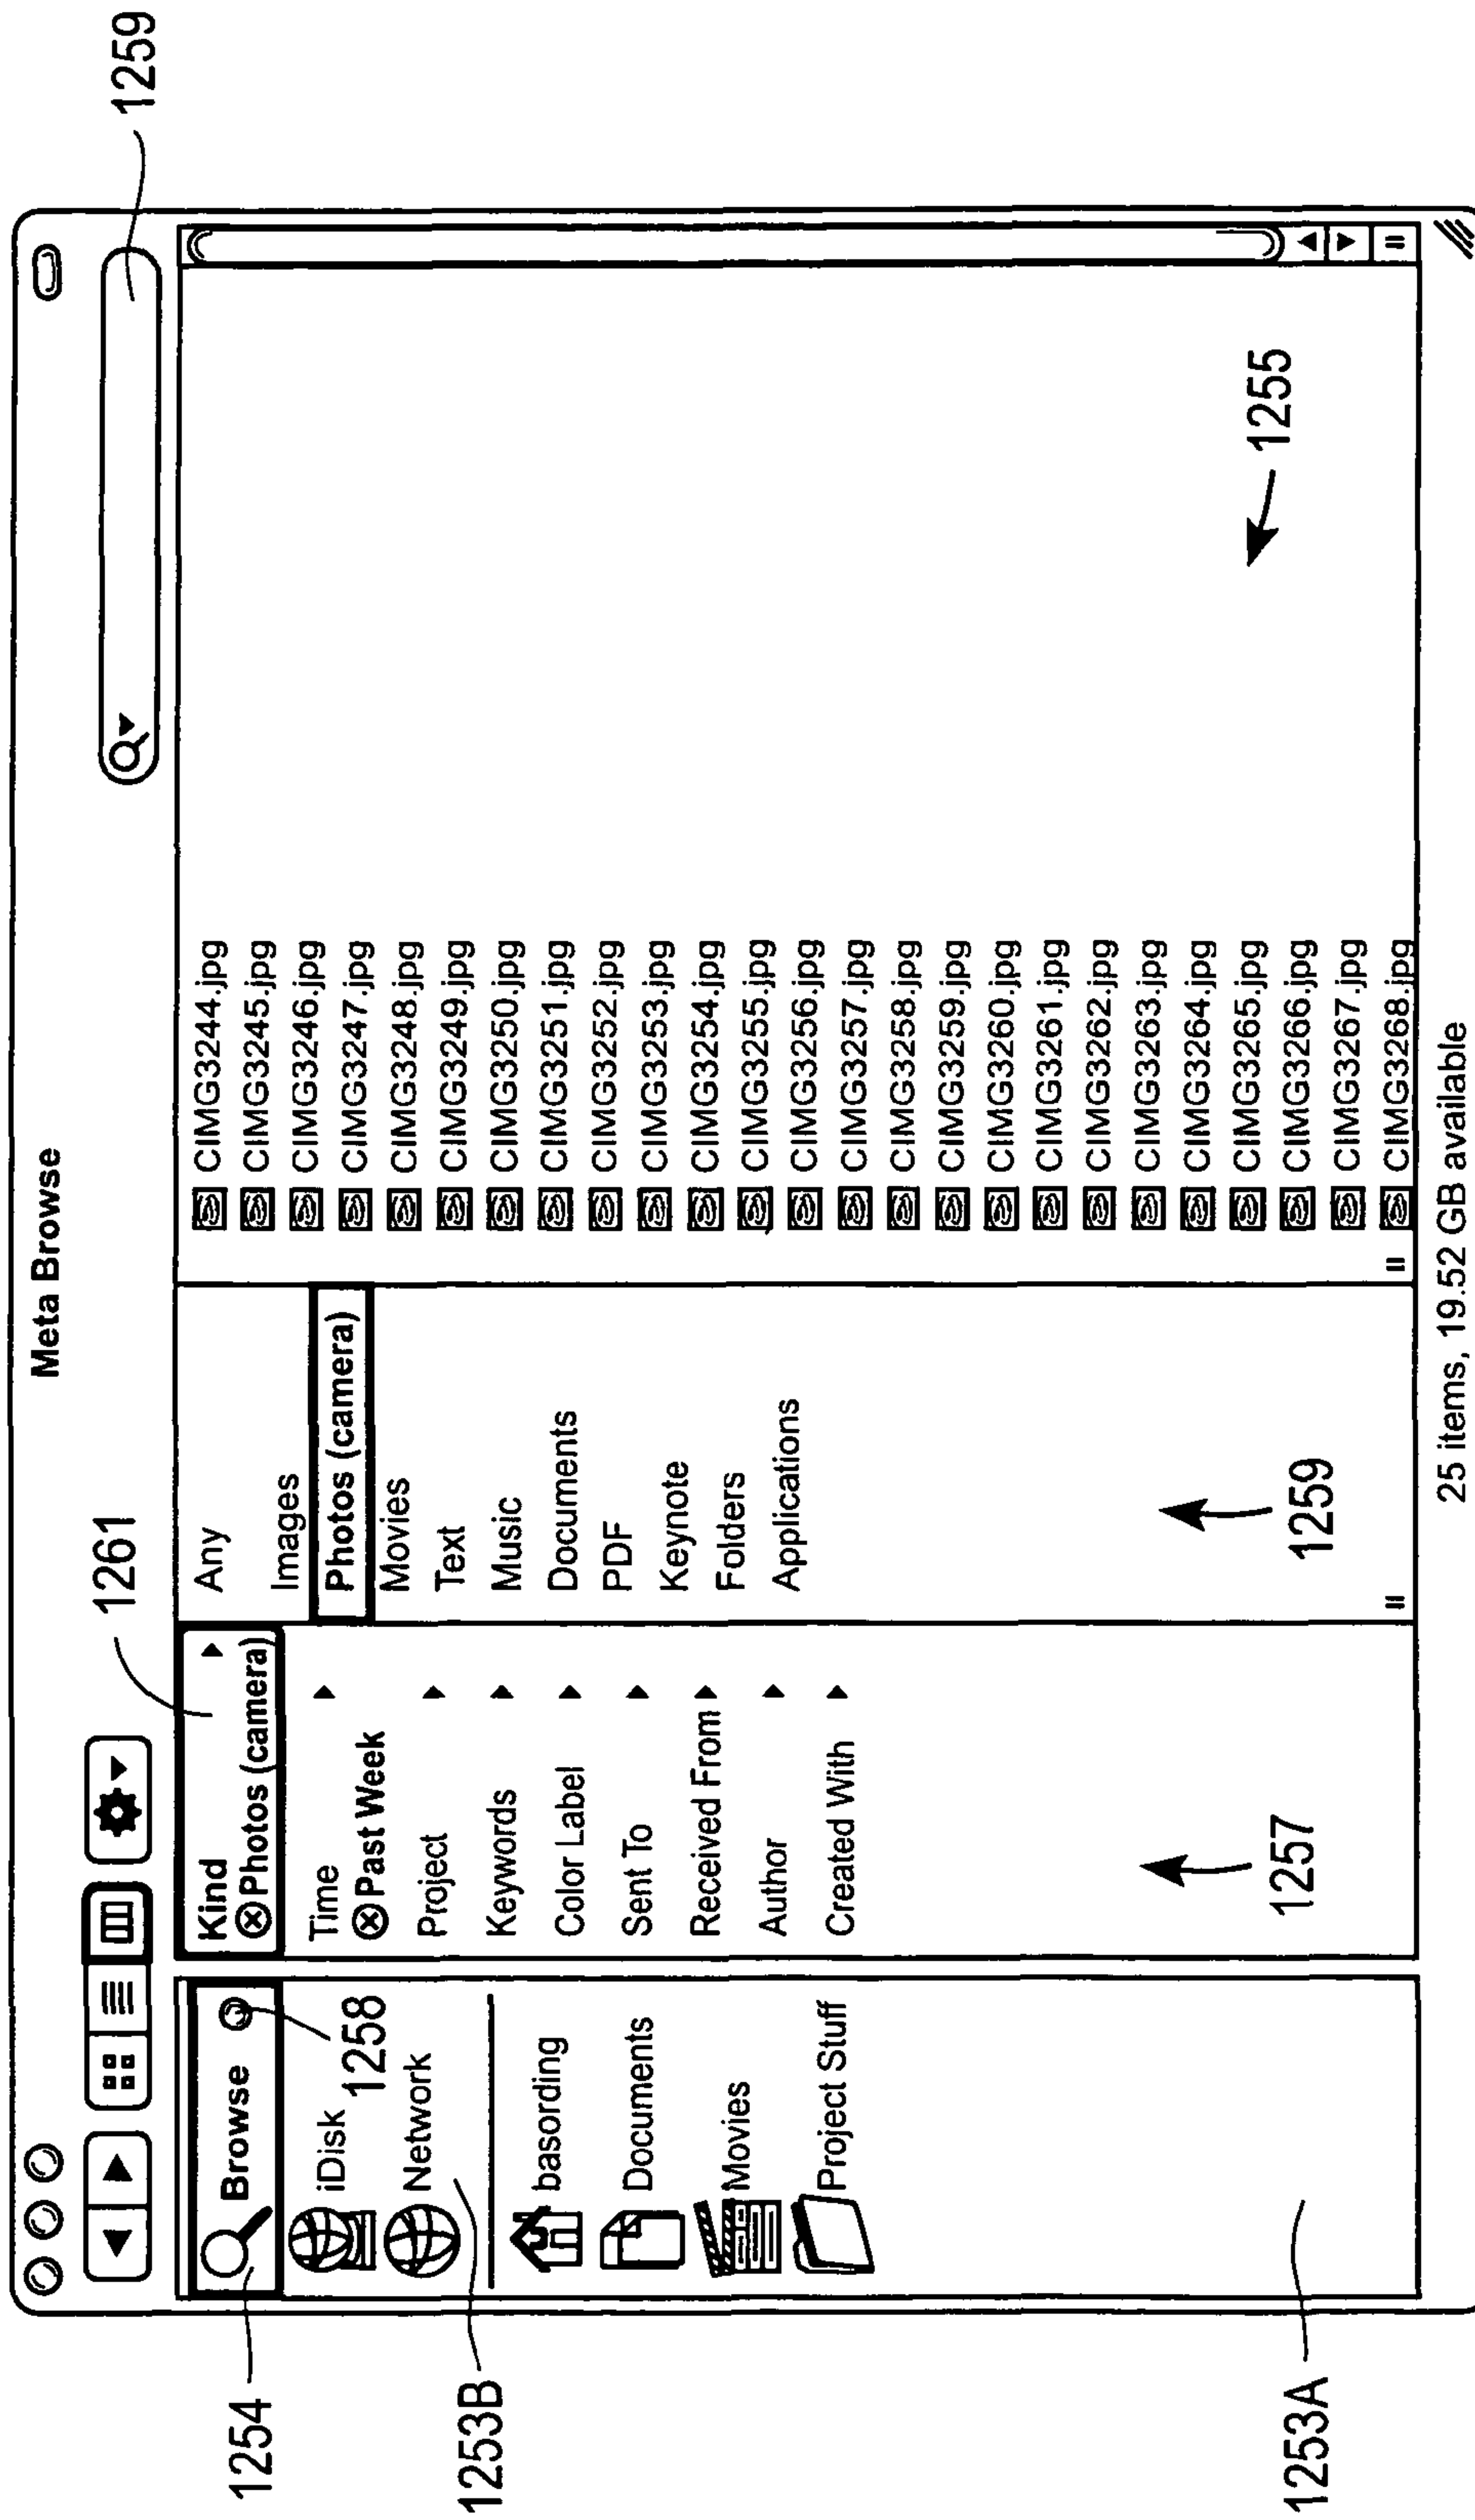 1259
Meta Browse
1261
1254
Browse
1258
iDisk
Network
1253B
basording
Documents
Movies
Project Stuff
1253A
Kind
Photos (camera)
Time
Past Week
Project
Keywords
Color Label
Sent To
Received From
Author
Created With
1257
Any
Images
Photos (camera)
Movies
Text
Music
Documents
PDF
Keynote
Folders
Applications
1259
CIMG3244.jpg
CIMG3245.jpg
CIMG3246.jpg
CIMG3247.jpg
CIMG3248.jpg
CIMG3249.jpg
CIMG3250.jpg
CIMG3251.jpg
CIMG3252.jpg
CIMG3253.jpg
CIMG3254.jpg
CIMG3255.jpg
CIMG3256.jpg
CIMG3257.jpg
CIMG3258.jpg
CIMG3259.jpg
CIMG3260.jpg
CIMG3261.jpg
CIMG3262.jpg
CIMG3263.jpg
CIMG3264.jpg
CIMG3265.jpg
CIMG3266.jpg
CIMG3267.jpg
CIMG3268.jpg
1255
25 items, 19.52 GB available